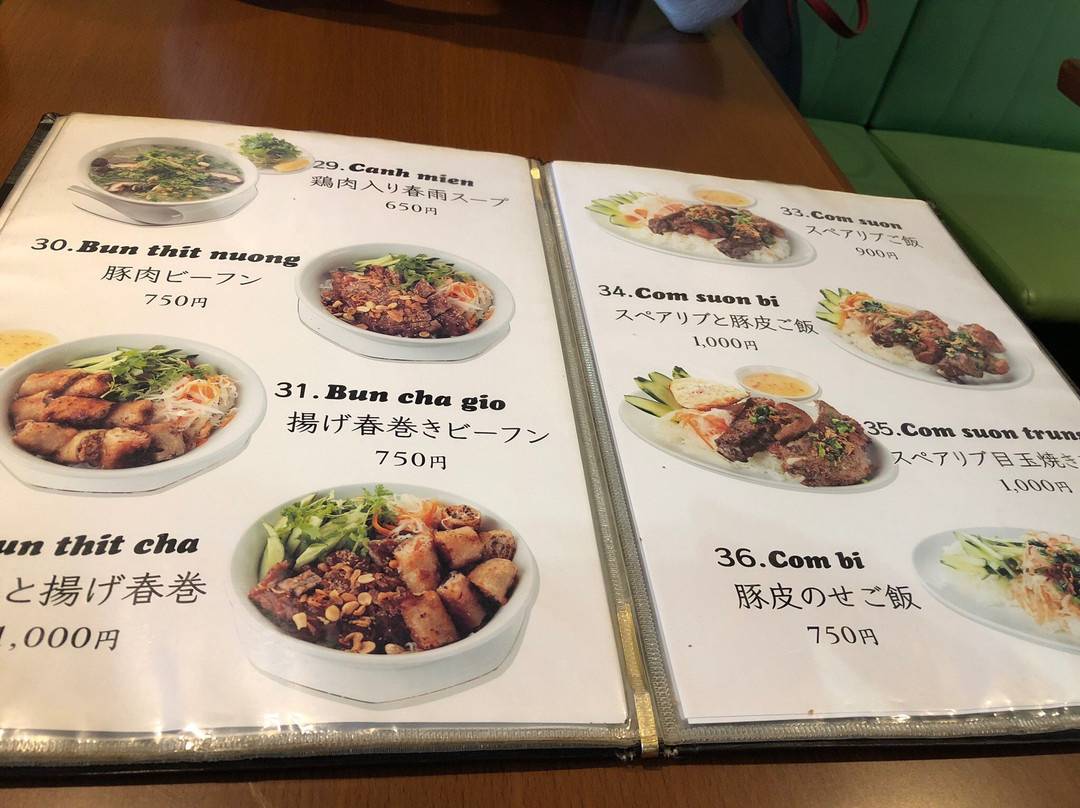 29.Canh mien
鶏肉入り春雨スープ
650円
30.Bun thit nuong
豚肉ビーフン
750円
31.Bun cha gio
揚げ春巻きビーフン
750円
thit cha
と揚げ春巻
1,000円
33.Com suon
スペアリブご飯
900円
34.Com suon bi
スペアリブと豚皮ご飯
1,000円
35.Com suon
スペアリブ目玉焼き
1,000円
36.Com bi
豚皮のせご飯
750円